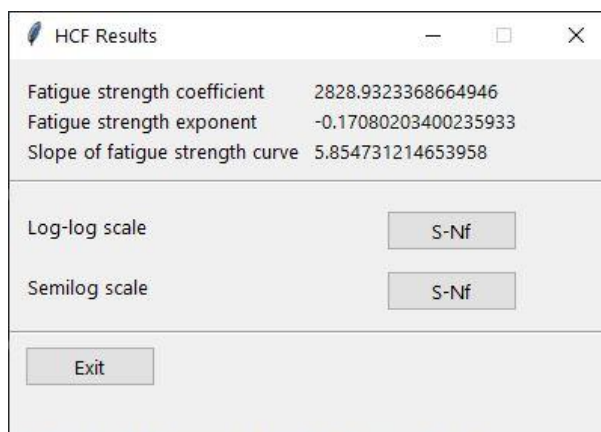 HCF Results
Fatigue strength coefficient 2828.9323368664946
Fatigue strength exponent -0.17080203400235933
Slope of fatigue strength curve 5.854731214653958
Log-log scale S-Nf
Semilog scale S-Nf
Exit